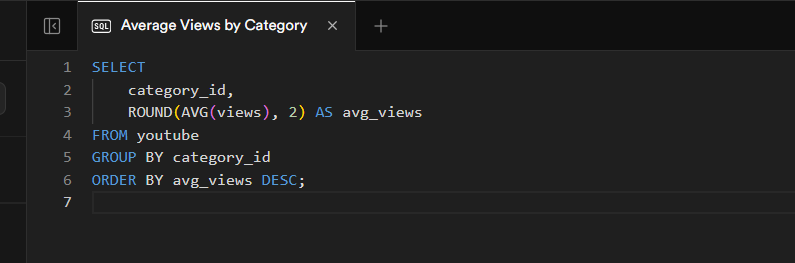 SQL Average Views by Category × +
1 SELECT
2     category_id,
3     ROUND(AVG(views), 2) AS avg_views
4 FROM youtube
5 GROUP BY category_id
6 ORDER BY avg_views DESC;
7